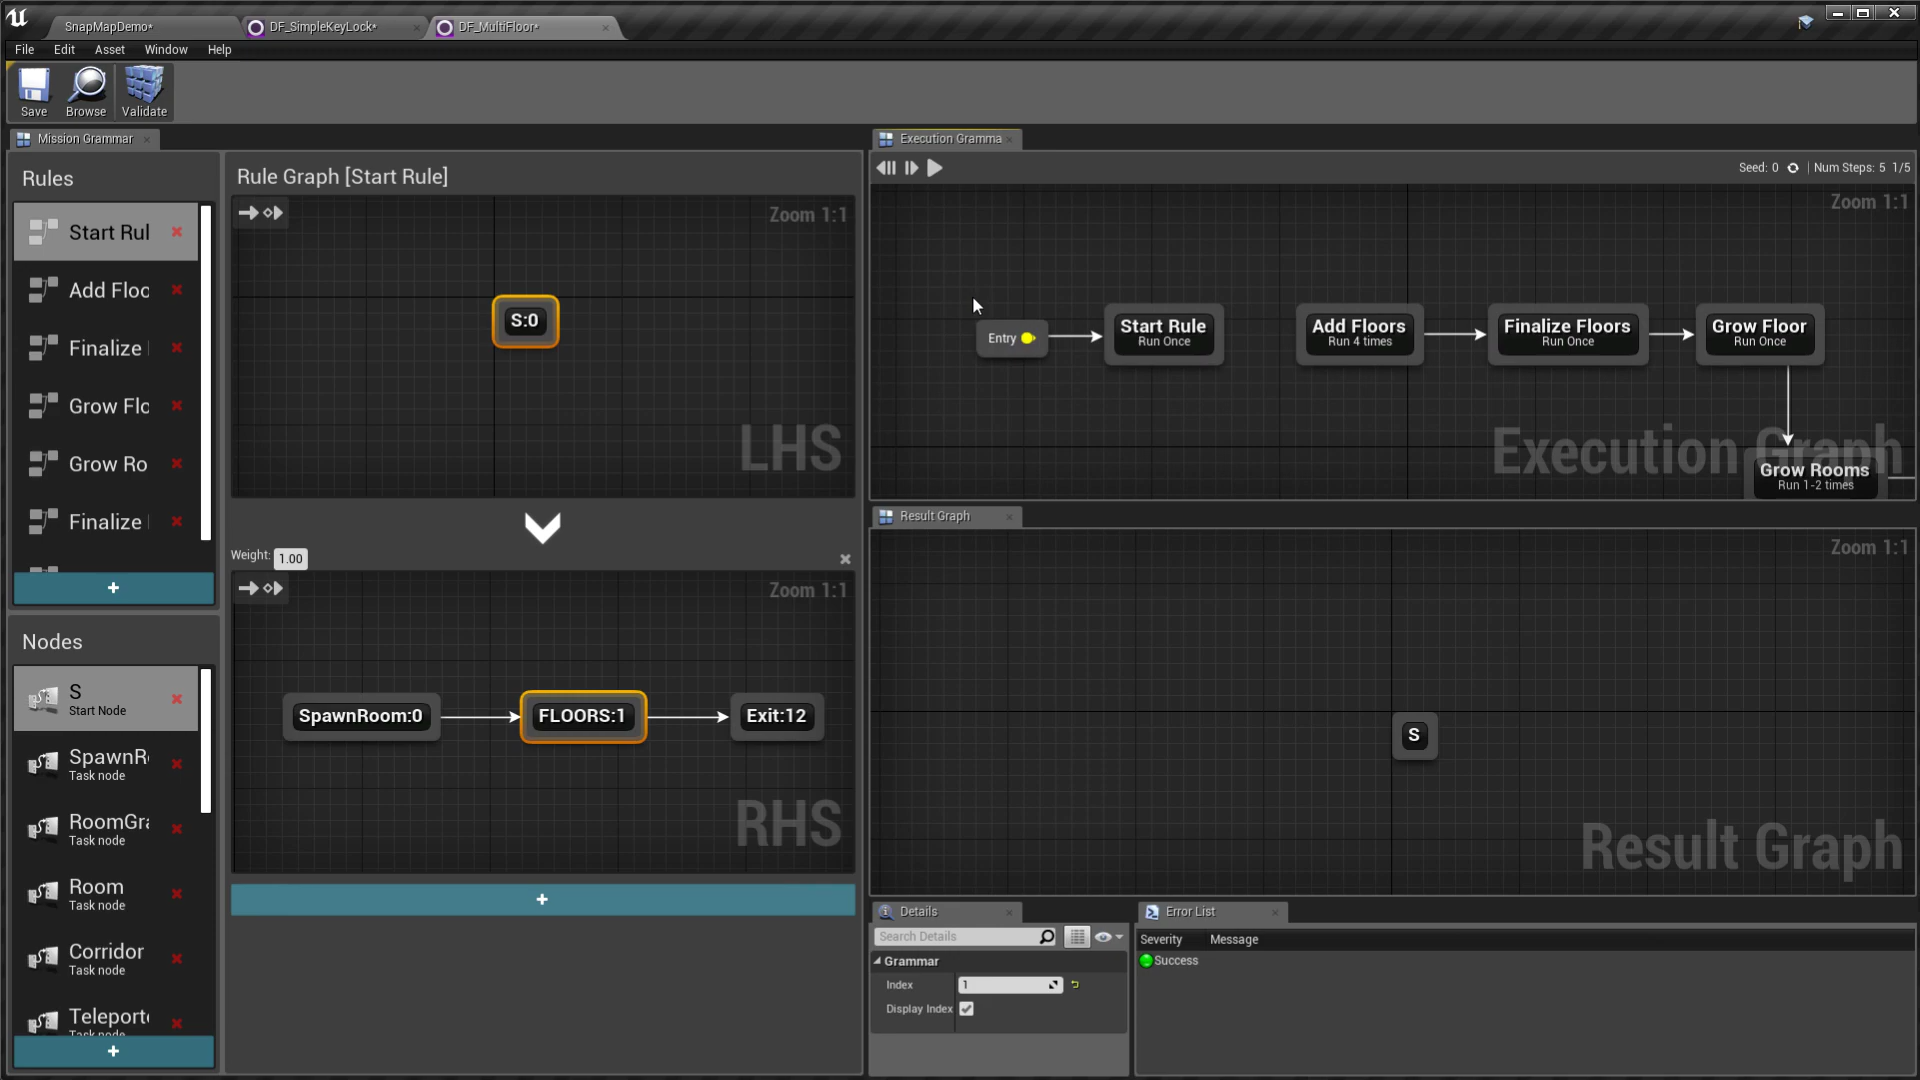 SnapMapDemo*
DF_SimpleKeyLock*
DF_MultiFloor*
File Edit Asset Window Help
Save Browse Validate
Mission Grammar
Rules
Start Rul
Add Floo
Finalize
Grow Flo
Grow Ro
Finalize
+
Nodes
S
Start Node
SpawnR
Task node
RoomGr
Task node
Room
Task node
Corridor
Task node
Teleport
Task node
+
Rule Graph [Start Rule]
Zoom 1:1
S:0
LHS
Weight: 1.00
Zoom 1:1
SpawnRoom:0
FLOORS:1
Exit:12
RHS
+
Execution Gramma
Seed: 0 | Num Steps: 5 1/5
Zoom 1:1
Entry
Start Rule
Run Once
Add Floors
Run 4 times
Finalize Floors
Run Once
Grow Floor
Run Once
Execution Graph
Grow Rooms
Run 1-2 times
Result Graph
Zoom 1:1
S
Result Graph
Details
Search Details
Grammar
Index 1
Display Index
Error List
Severity Message
Success